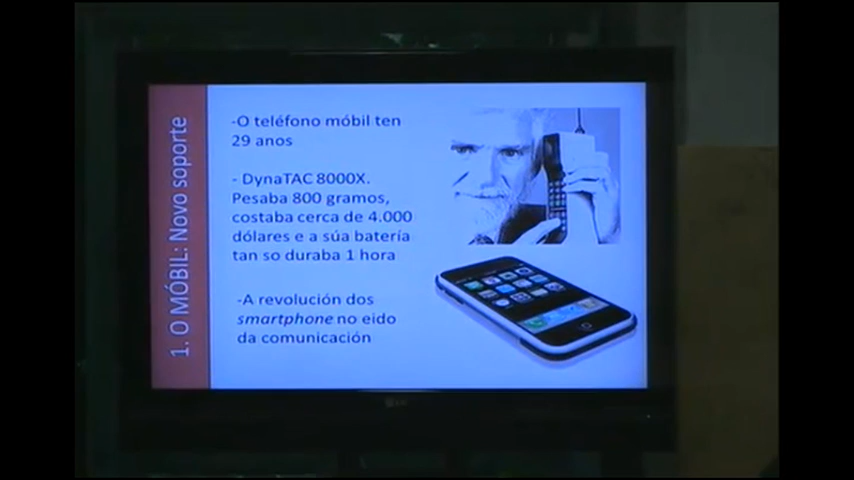 1. O MÓBIL: Novo soporte
-O teléfono móbil ten
29 anos
- DynaTAC 8000X.
Pesaba 800 gramos,
costaba cerca de 4.000
dólares e a súa batería
tan so duraba 1 hora
-A revolución dos
smartphone no eido
da comunicación
LG